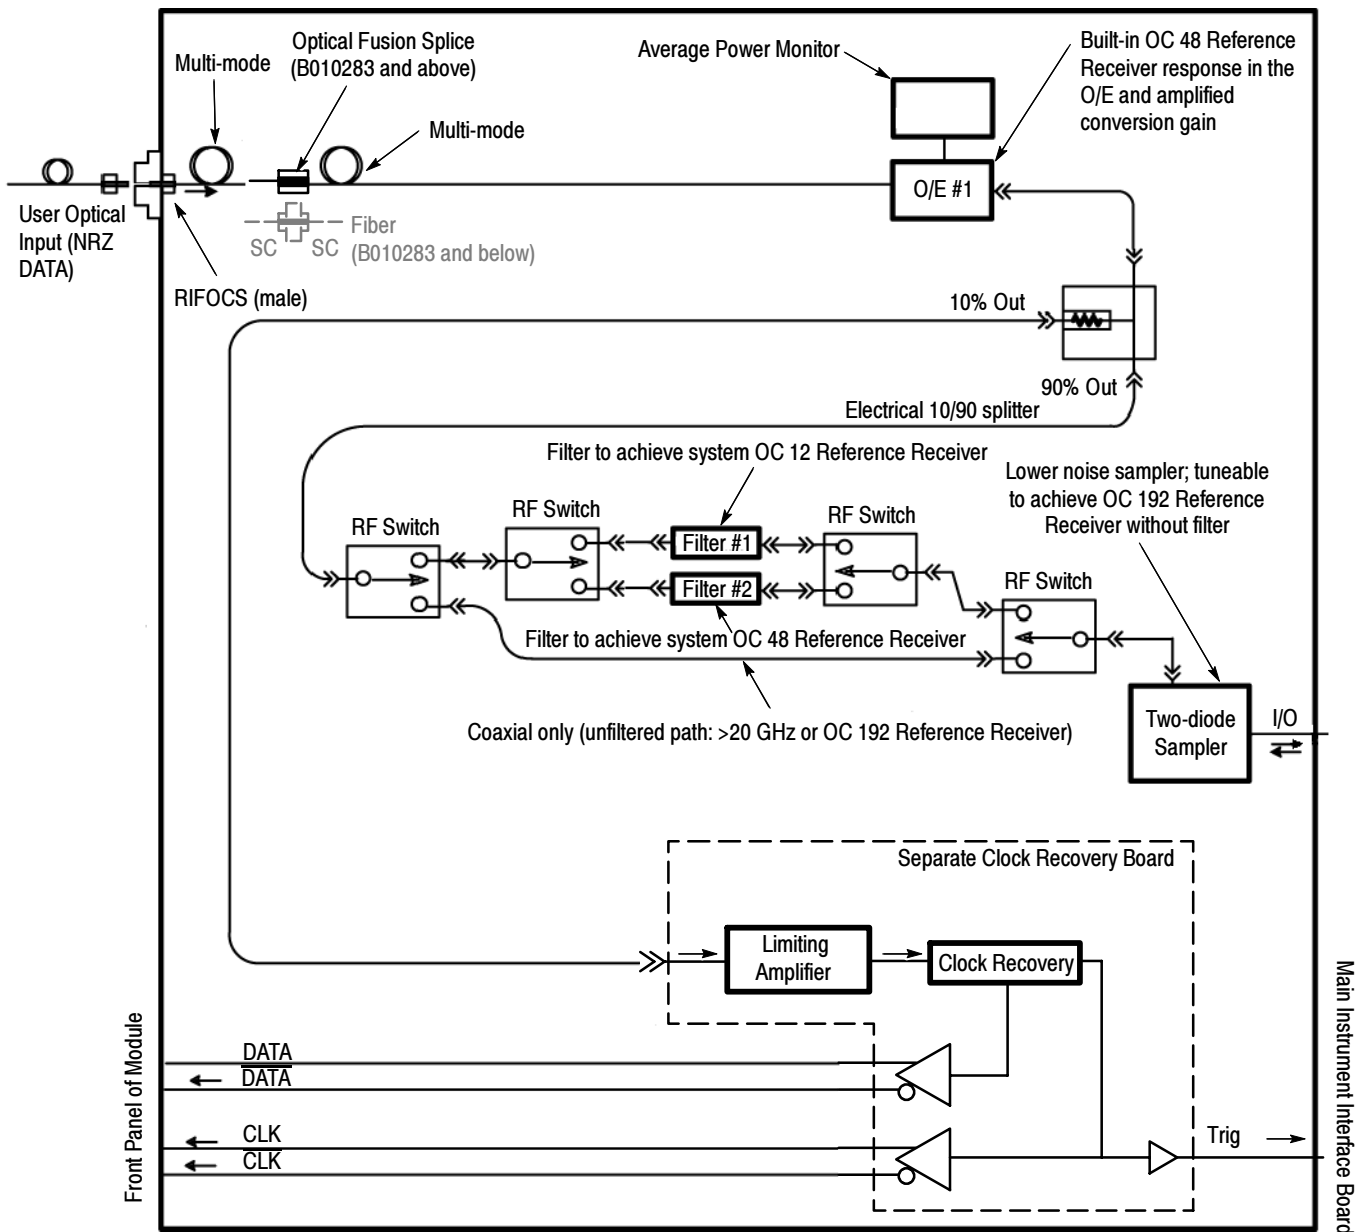 Optical Fusion Splice
(B010283 and above)
Multi-mode
Multi-mode
Average Power Monitor
Built-in OC 48 Reference
Receiver response in the
O/E and amplified
conversion gain
O/E #1
User Optical
Input (NRZ
DATA)
SC
SC
Fiber
(B010283 and below)
RIFOCS (male)
10% Out
90% Out
Electrical 10/90 splitter
Filter to achieve system OC 12 Reference Receiver
Lower noise sampler; tuneable
to achieve OC 192 Reference
Receiver without filter
RF Switch
RF Switch
RF Switch
RF Switch
Filter #1
Filter #2
Filter to achieve system OC 48 Reference Receiver
Coaxial only (unfiltered path: >20 GHz or OC 192 Reference Receiver)
Two-diode
Sampler
I/O
Separate Clock Recovery Board
Limiting
Amplifier
Clock Recovery
Front Panel of Module
Main Instrument Interface Board
DATA
DATA
CLK
CLK
Trig